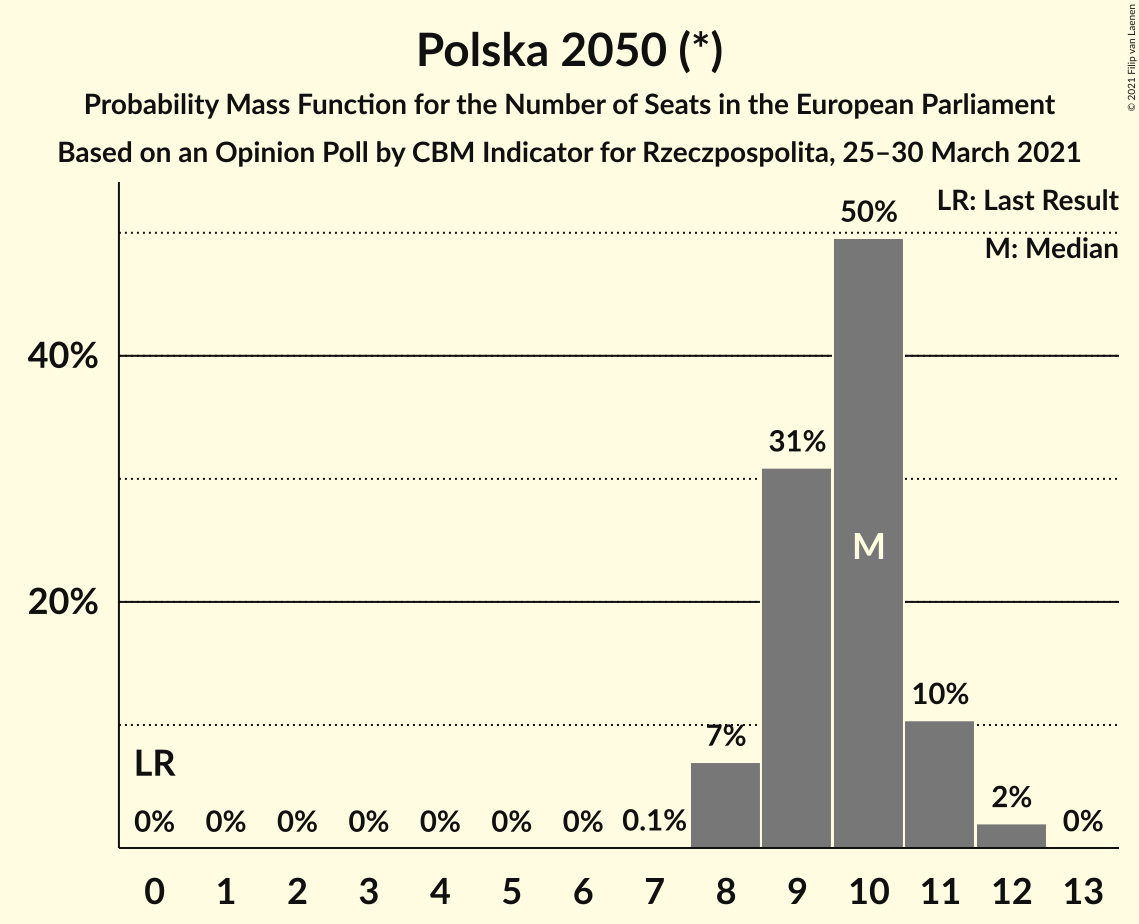 Polska 2050 (*)
Probability Mass Function for the Number of Seats in the European Parliament
Based on an Opinion Poll by CBM Indicator for Rzeczpospolita, 25–30 March 2021
© 2021 Filip van Laenen
LR: Last Result
M: Median
40%
20%
LR
M
0% 0% 0% 0% 0% 0% 0% 0.1% 7% 31% 50% 10% 2% 0%
0 1 2 3 4 5 6 7 8 9 10 11 12 13